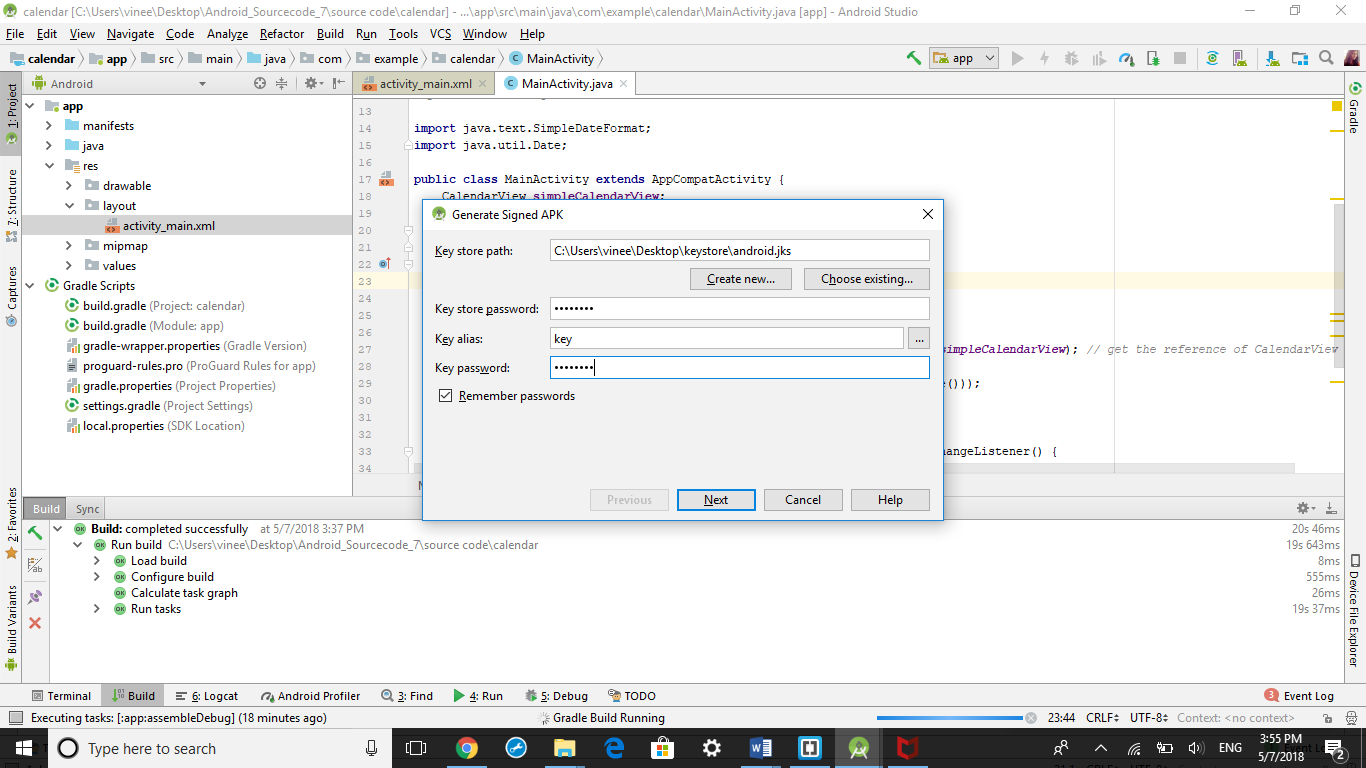 calendar [C:\Users\vinee\Desktop\Android_Sourcecode_7\source code\calendar] - ...\app\src\main\java\com\example\calendar\MainActivity.java [app] - Android Studio
File Edit View Navigate Code Analyze Refactor Build Run Tools VCS Window Help
calendar app src main java com example calendar MainActivity app
Android activity_main.xml MainActivity.java
1: Project
7: Structure
Captures
2: Favorites
Build Variants
Gradle
Device File Explorer
app
manifests
java
res
drawable
layout
activity_main.xml
mipmap
values
Gradle Scripts
build.gradle (Project: calendar)
build.gradle (Module: app)
gradle-wrapper.properties (Gradle Version)
proguard-rules.pro (ProGuard Rules for app)
gradle.properties (Project Properties)
settings.gradle (Project Settings)
local.properties (SDK Location)
13
14 import java.text.SimpleDateFormat;
15 import java.util.Date;
16
17 public class MainActivity extends AppCompatActivity {
18 CalendarView simpleCalendarView;
19
20
21
22
23
24
25
26
27 simpleCalendarView); // get the reference of CalendarView
28
29 ()));
30
31
32
33 hangeListener() {
34
Generate Signed APK
Key store path: C:\Users\vinee\Desktop\keystore\android.jks
Create new... Choose existing...
Key store password: ••••••••
Key alias: key ...
Key password: ••••••••
Remember passwords
Previous Next Cancel Help
Build Sync
Build: completed successfully at 5/7/2018 3:37 PM 20s 46ms
Run build C:\Users\vinee\Desktop\Android_Sourcecode_7\source code\calendar 19s 643ms
Load build 8ms
Configure build 555ms
Calculate task graph 26ms
Run tasks 19s 37ms
Terminal Build 6: Logcat Android Profiler 3: Find 4: Run 5: Debug TODO 3 Event Log
Executing tasks: [:app:assembleDebug] (18 minutes ago) Gradle Build Running 23:44 CRLF UTF-8 Context: <no context>
Type here to search ENG 3:55 PM
5/7/2018 2